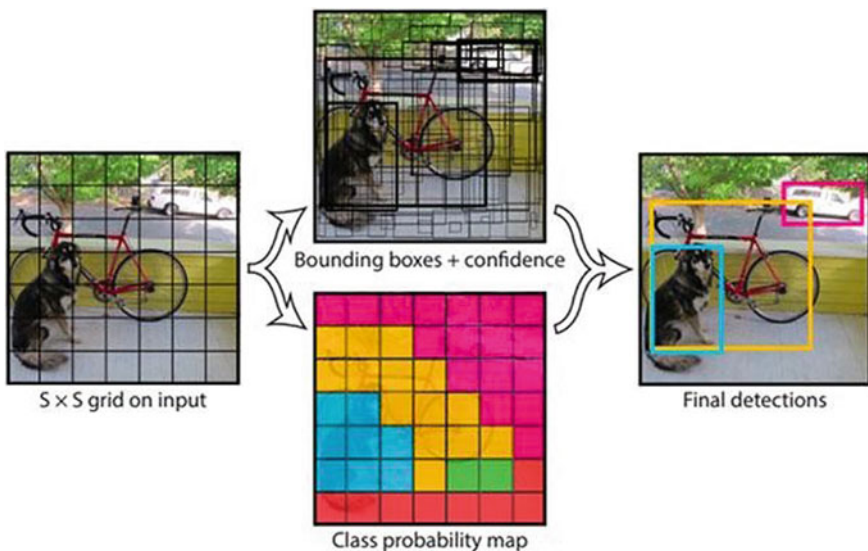 S × S grid on input
Bounding boxes + confidence
Class probability map
Final detections